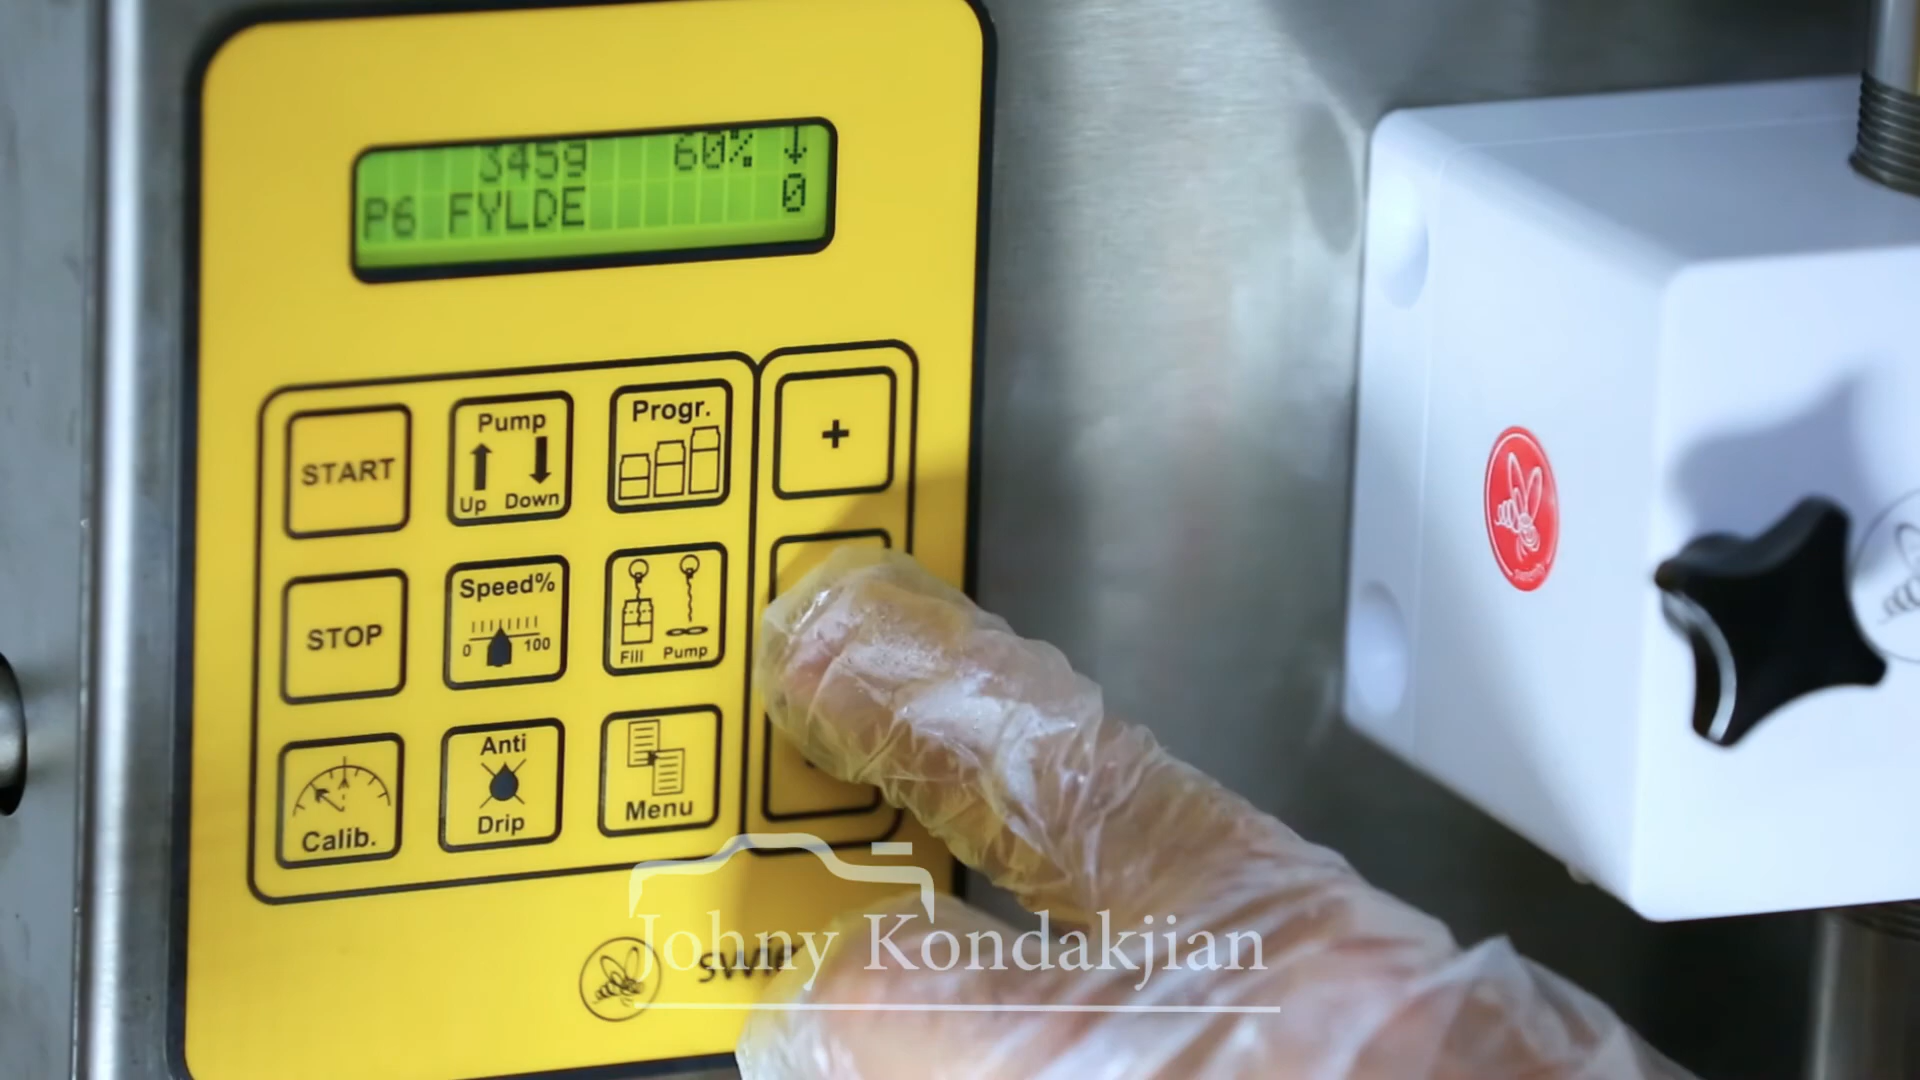 345g 60% ↓
P6 FYLDE 0
START
Pump
Up Down
Progr.
+
STOP
Speed%
0 100
Fill Pump
Calib.
Anti
Drip
Menu
Johny Kondakjian